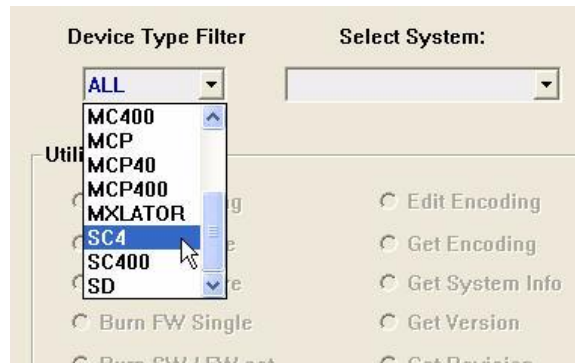 Device Type Filter
Select System:
ALL
MC400
MCP
MCP40
MCP400
MXLATOR
SC4
SC400
SD
Utili
g
e
re
Burn FW Single
Edit Encoding
Get Encoding
Get System Info
Get Version